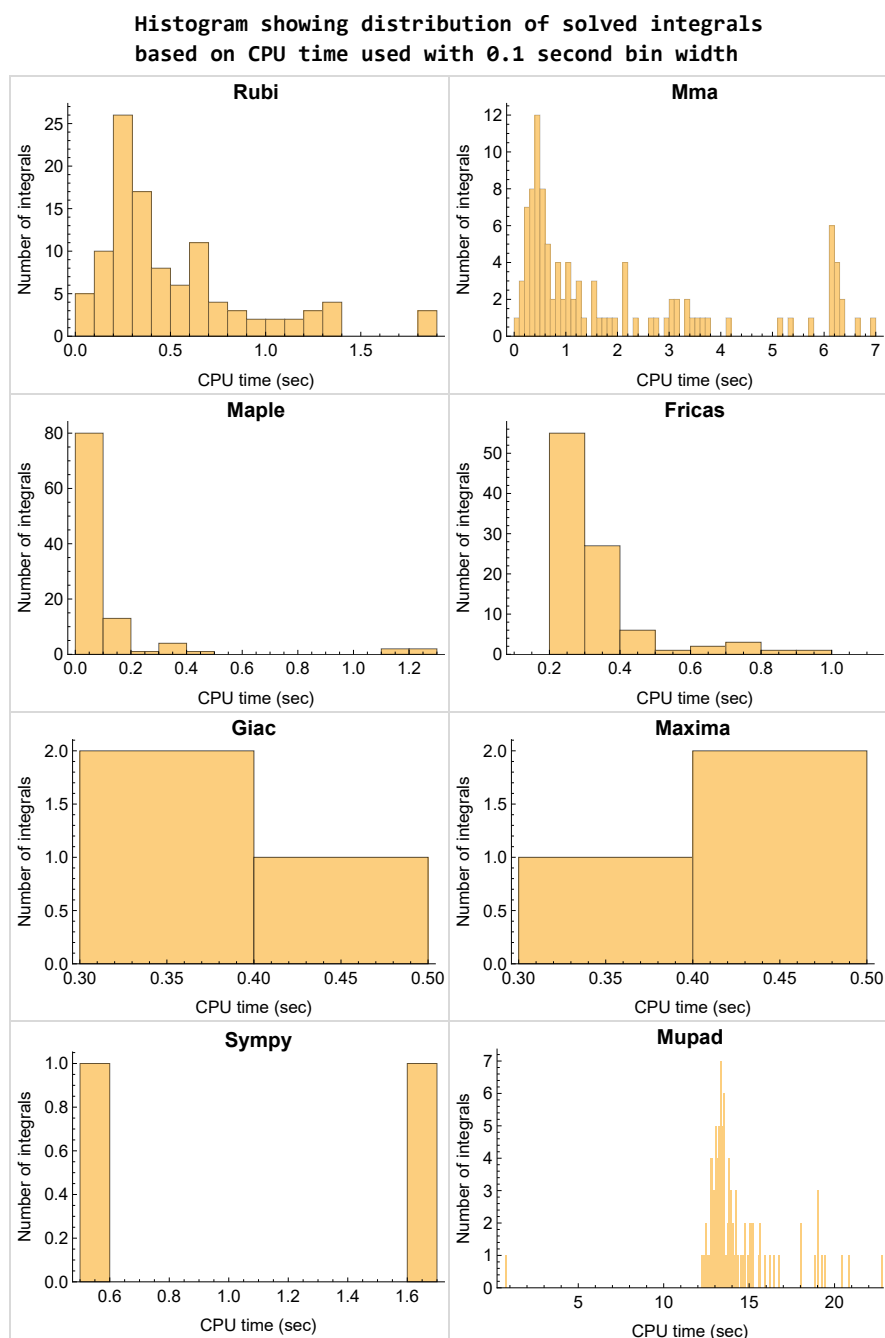 Histogram showing distribution of solved integrals
based on CPU time used with 0.1 second bin width
Rubi
Number of integrals
25
20
15
10
5
0
0.0 0.5 1.0 1.5
CPU time (sec)
Mma
Number of integrals
12
10
8
6
4
2
0
0 1 2 3 4 5 6 7
CPU time (sec)
Maple
Number of integrals
80
60
40
20
0
0.0 0.2 0.4 0.6 0.8 1.0 1.2
CPU time (sec)
Fricas
Number of integrals
50
40
30
20
10
0
0.2 0.4 0.6 0.8 1.0
CPU time (sec)
Giac
Number of integrals
2.0
1.5
1.0
0.5
0.0
0.30 0.35 0.40 0.45 0.50
CPU time (sec)
Maxima
Number of integrals
2.0
1.5
1.0
0.5
0.0
0.30 0.35 0.40 0.45 0.50
CPU time (sec)
Sympy
Number of integrals
1.0
0.8
0.6
0.4
0.2
0.0
0.6 0.8 1.0 1.2 1.4 1.6
CPU time (sec)
Mupad
Number of integrals
7
6
5
4
3
2
1
0
5 10 15 20
CPU time (sec)